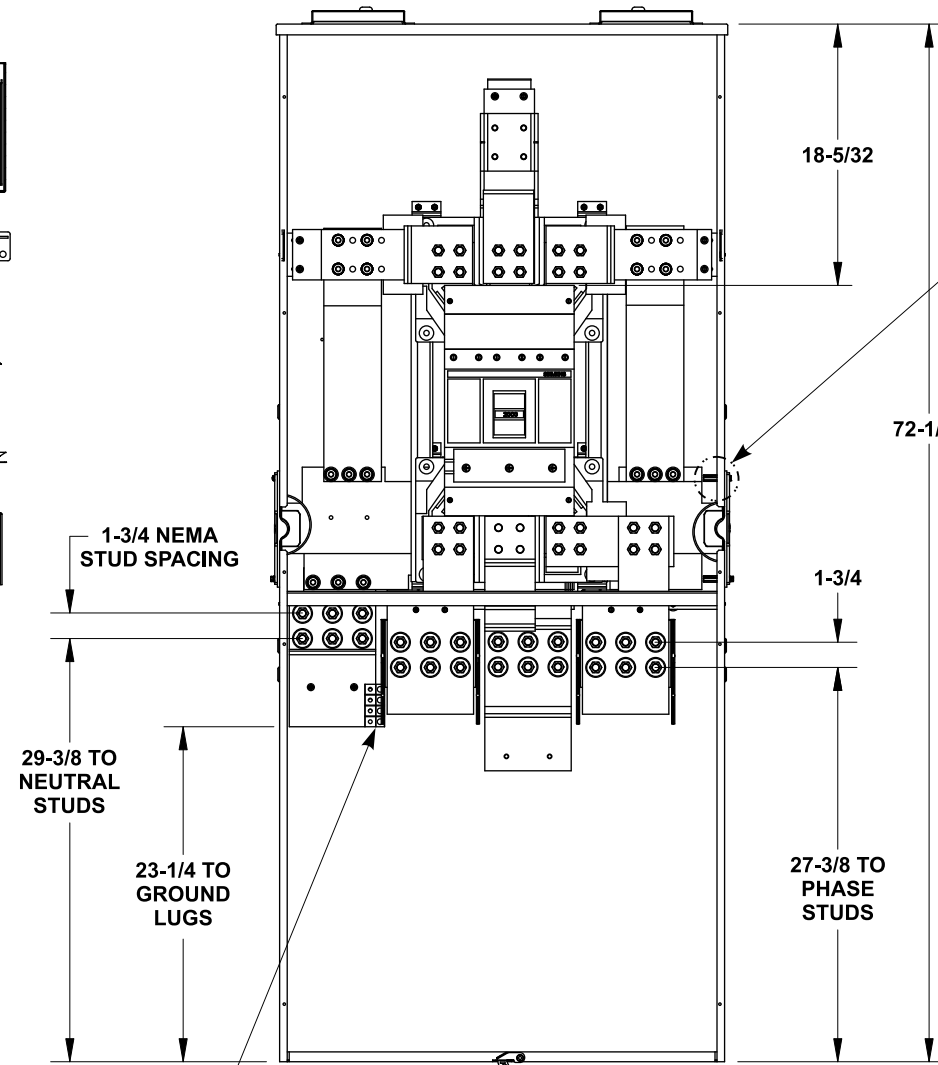 18-5/32
72-1/
1-3/4 NEMA
STUD SPACING
1-3/4
29-3/8 TO
NEUTRAL
STUDS
23-1/4 TO
GROUND
LUGS
27-3/8 TO
PHASE
STUDS